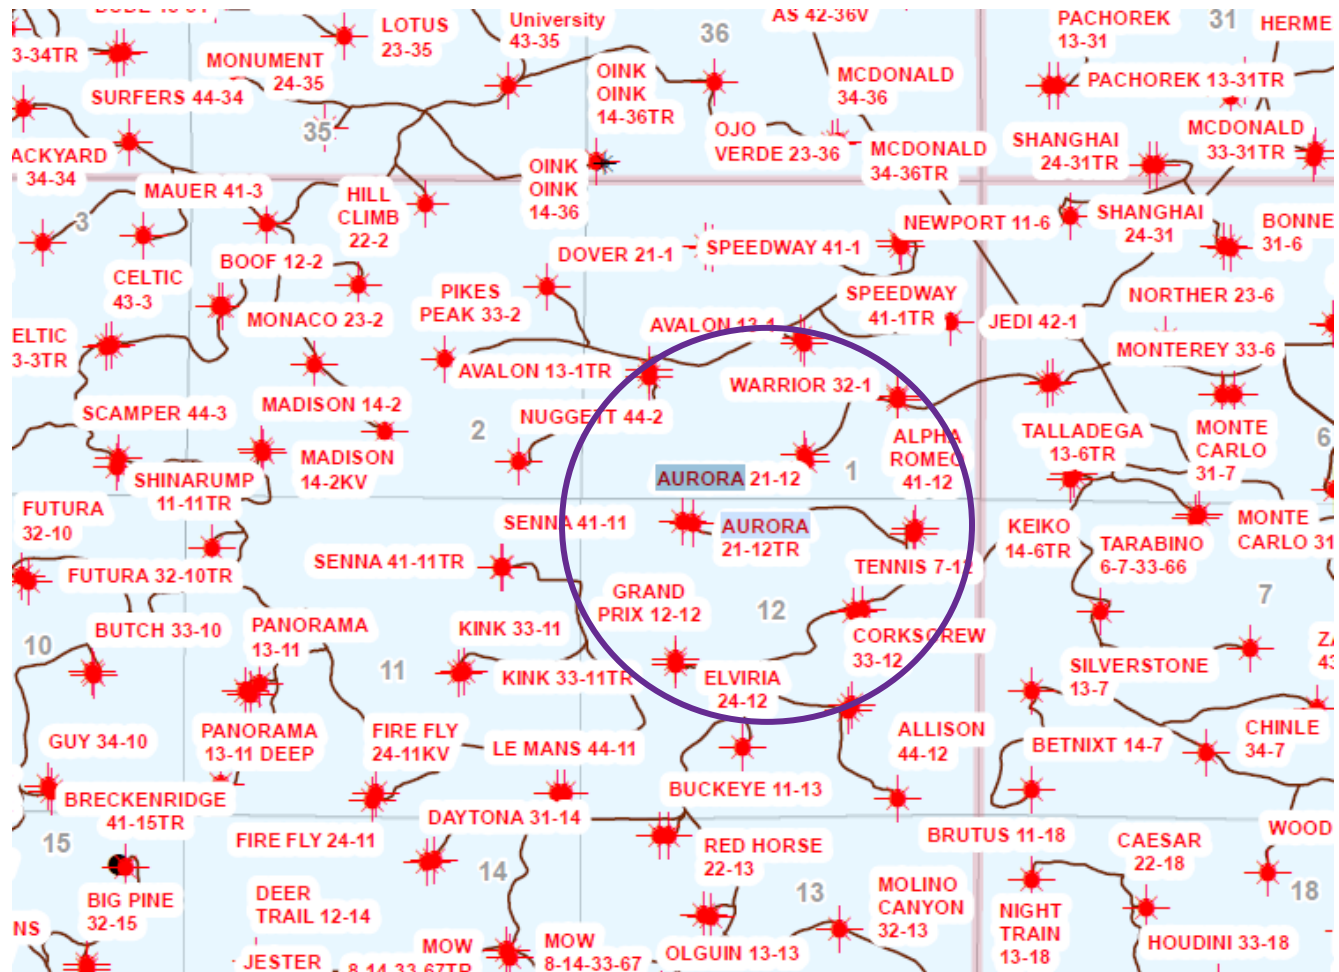 LOTUS
23-35
University
43-35
36
AS 42-36V
PACHOREK
13-31
31
HERME
3-34TR
MONUMENT
24-35
OINK
OINK
14-36TR
MCDONALD
34-36
PACHOREK 13-31TR
SURFERS 44-34
35
OJO
VERDE 23-36
MCDONALD
34-36TR
SHANGHAI
24-31TR
MCDONALD
33-31TR
ACKYARD
34-34
OINK
OINK
14-36
MAUER 41-3
HILL
CLIMB
22-2
3
NEWPORT 11-6
SHANGHAI
24-31
BONNE
31-6
DOVER 21-1
SPEEDWAY 41-1
BOOF 12-2
CELTIC
43-3
PIKES
PEAK 33-2
SPEEDWAY
41-1TR
NORTHER 23-6
MONACO 23-2
AVALON 13-1
JEDI 42-1
ELTIC
3-3TR
MONTEREY 33-6
AVALON 13-1TR
WARRIOR 32-1
SCAMPER 44-3
MADISON 14-2
NUGGETT 44-2
2
ALPHA
ROMEO
41-12
TALLADEGA
13-6TR
MONTE
CARLO
31-7
6
MADISON
14-2KV
SHINARUMP
11-11TR
AURORA 21-12
1
FUTURA
32-10
SENNA 41-11
AURORA
21-12TR
KEIKO
14-6TR
TARABINO
6-7-33-66
MONTE
CARLO 31
SENNA 41-11TR
TENNIS 7-12
FUTURA 32-10TR
GRAND
PRIX 12-12
12
7
BUTCH 33-10
PANORAMA
13-11
KINK 33-11
CORKSCREW
33-12
10
11
KINK 33-11TR
ELVIRIA
24-12
SILVERSTONE
13-7
43
GUY 34-10
PANORAMA
13-11 DEEP
FIRE FLY
24-11KV
LE MANS 44-11
ALLISON
44-12
BETNIXT 14-7
CHINLE
34-7
BRECKENRIDGE
41-15TR
BUCKEYE 11-13
DAYTONA 31-14
15
FIRE FLY 24-11
RED HORSE
22-13
BRUTUS 11-18
CAESAR
22-18
WOOD
14
BIG PINE
32-15
DEER
TRAIL 12-14
13
MOLINO
CANYON
32-13
NIGHT
TRAIN
13-18
18
NS
JESTER
MOW
8-14-33-67TR
MOW
8-14-33-67
OLGUIN 13-13
HOUDINI 33-18